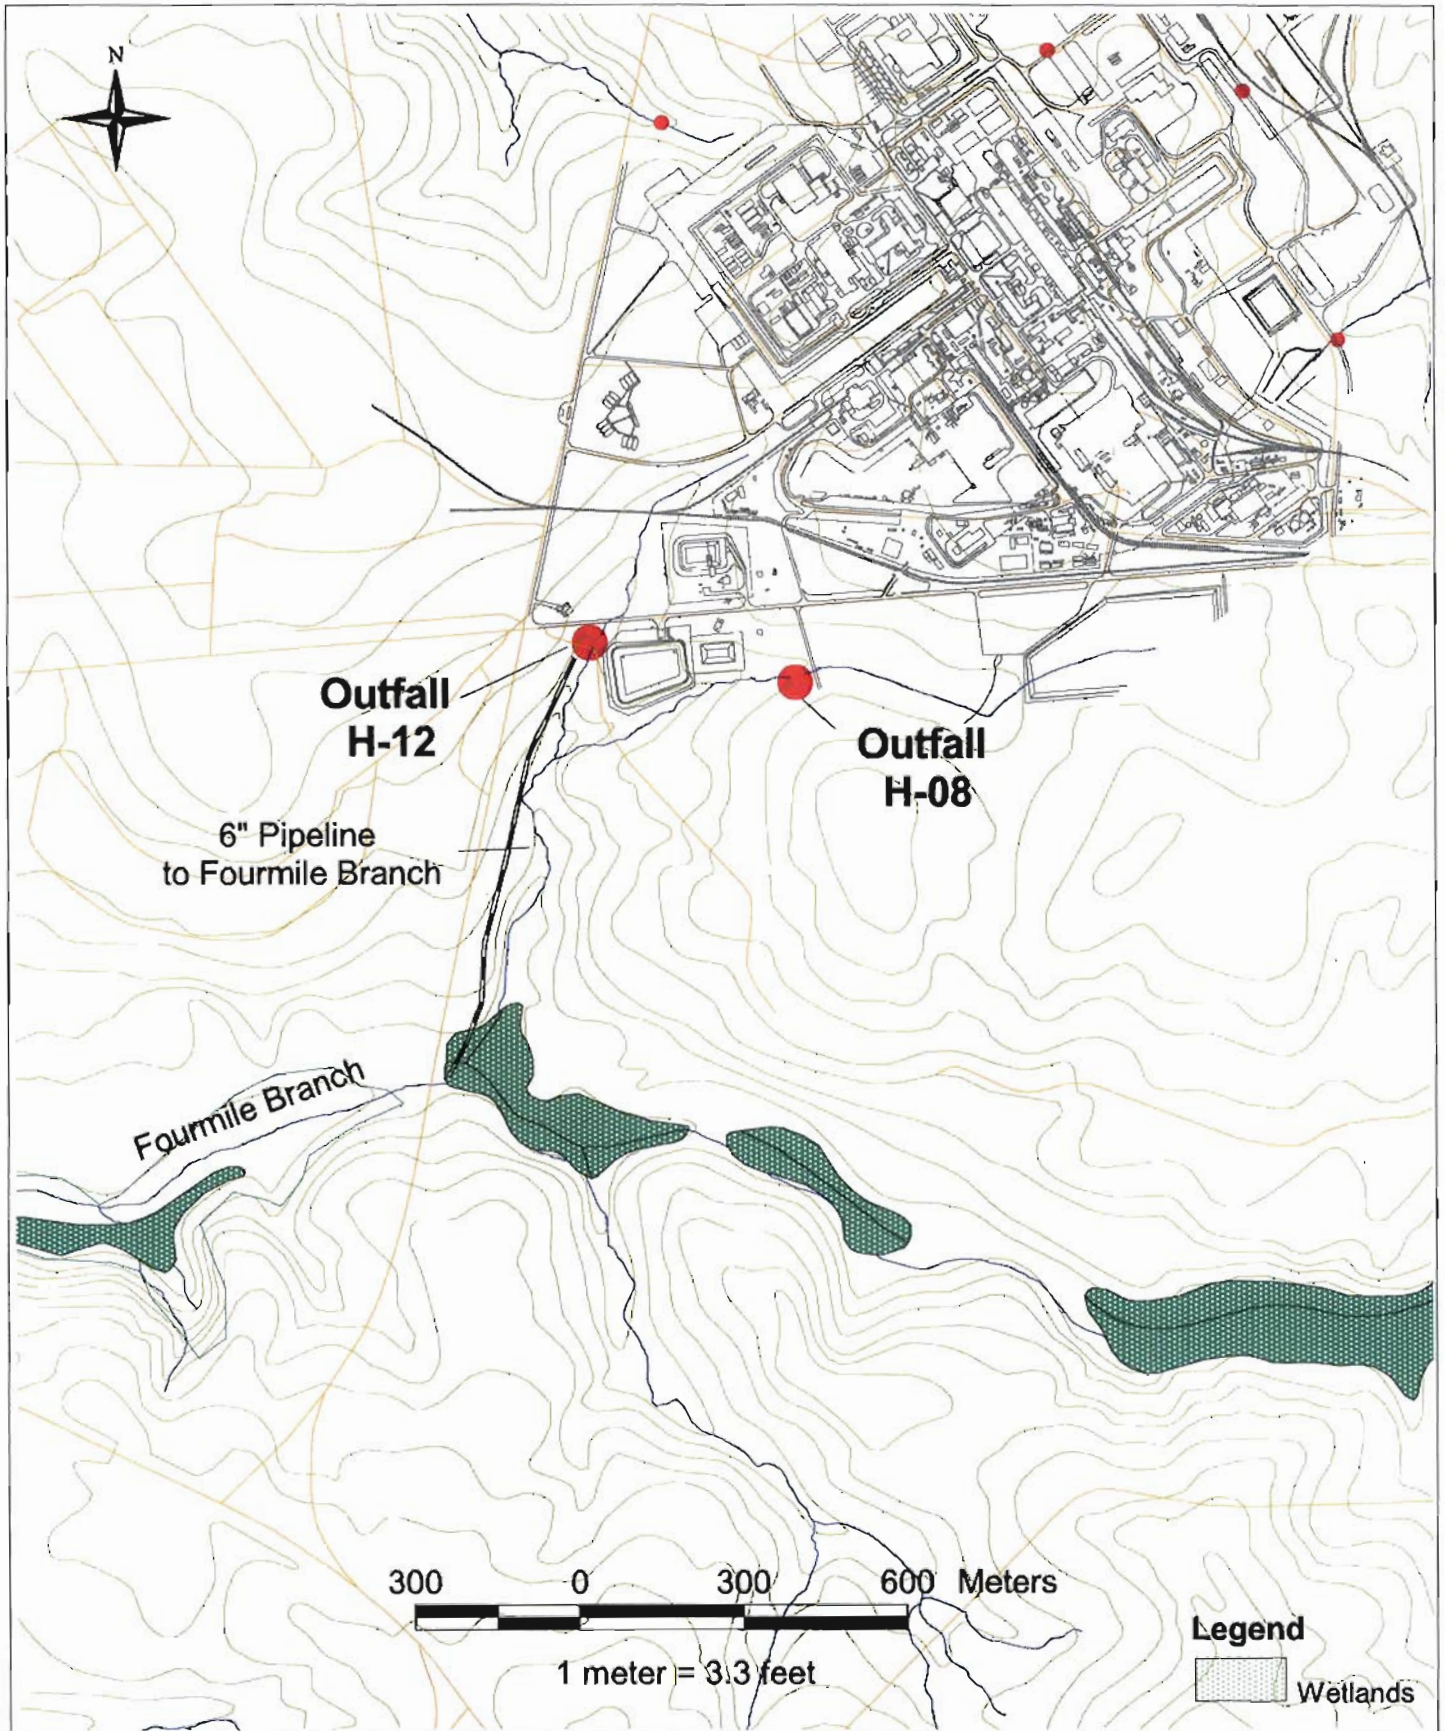 N
Outfall
H-12
Outfall
H-08
6" Pipeline
to Fourmile Branch
Fourmile Branch
300 0 300 600 Meters
1 meter = 3.3 feet
Legend
Wetlands